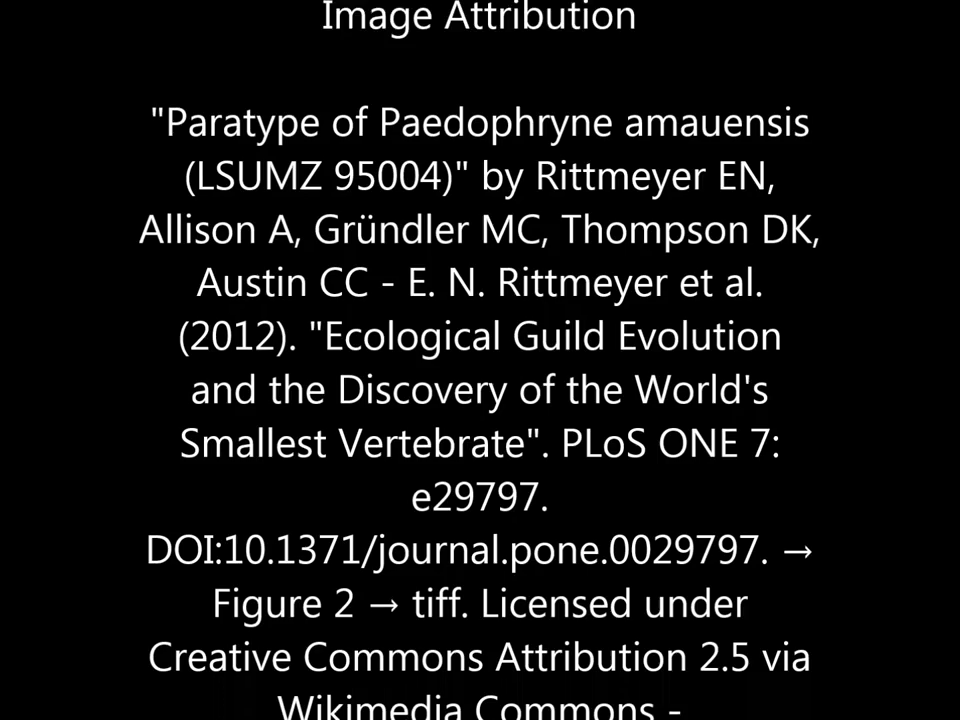 Image Attribution
"Paratype of Paedophryne amauensis
(LSUMZ 95004)" by Rittmeyer EN,
Allison A, Gründler MC, Thompson DK,
Austin CC - E. N. Rittmeyer et al.
(2012). "Ecological Guild Evolution
and the Discovery of the World's
Smallest Vertebrate". PLoS ONE 7:
e29797.
DOI:10.1371/journal.pone.0029797. →
Figure 2 → tiff. Licensed under
Creative Commons Attribution 2.5 via
Wikimedia Commons -